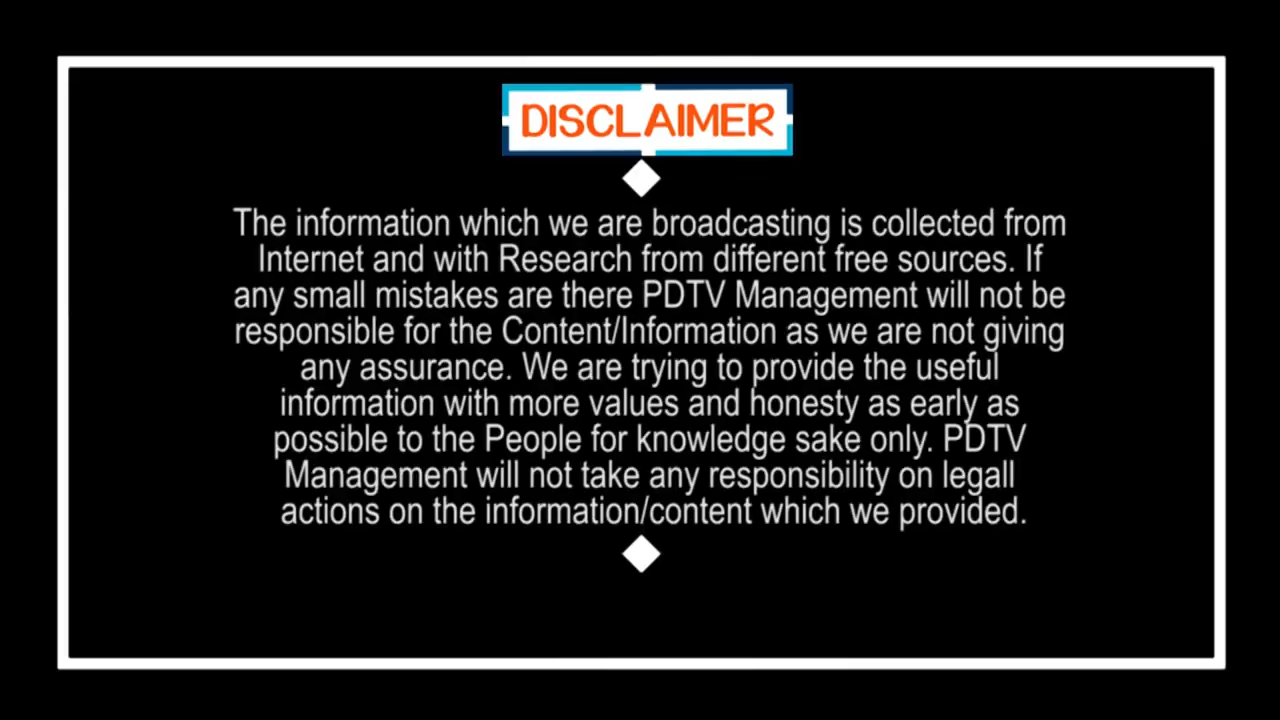 DISCLAIMER
The information which we are broadcasting is collected from
Internet and with Research from different free sources. If
any small mistakes are there PDTV Management will not be
responsible for the Content/Information as we are not giving
any assurance. We are trying to provide the useful
information with more values and honesty as early as
possible to the People for knowledge sake only. PDTV
Management will not take any responsibility on legall
actions on the information/content which we provided.